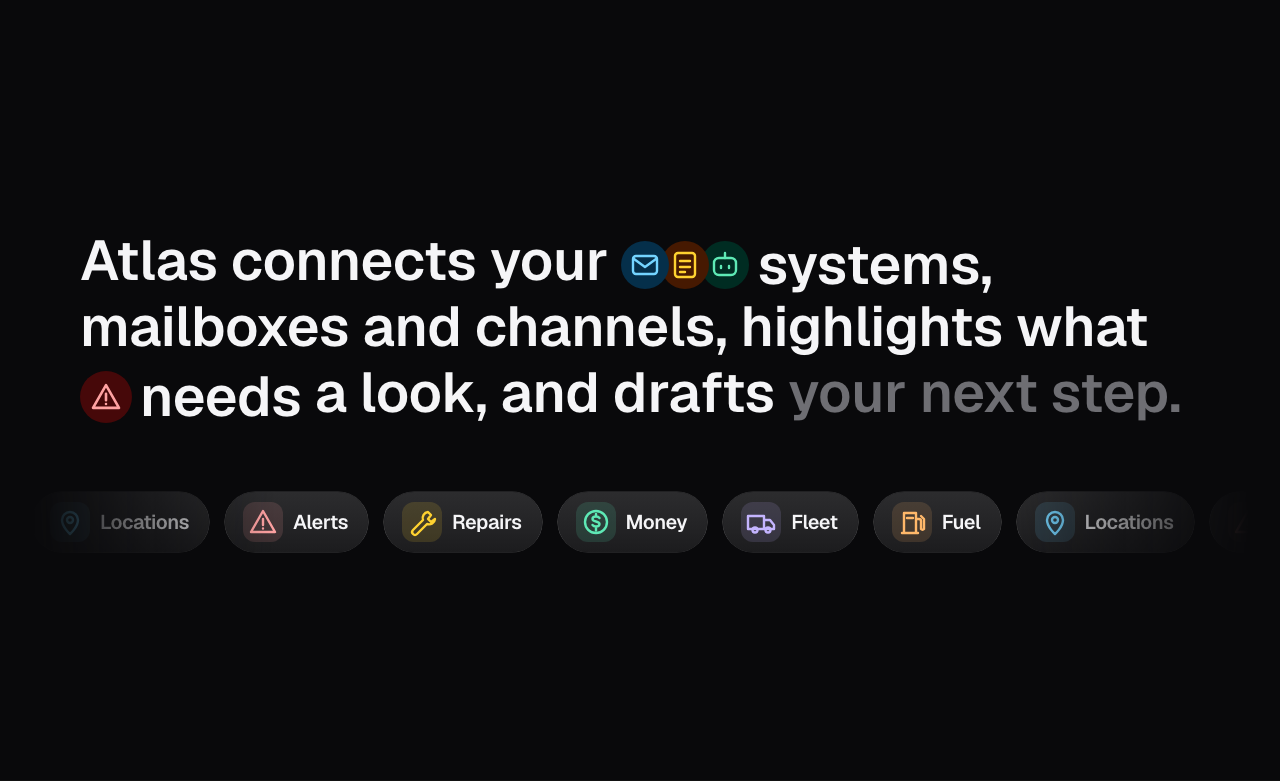 Atlas connects your systems,
mailboxes and channels, highlights what
needs a look, and drafts your next step.
Locations Alerts Repairs Money Fleet Fuel Locations